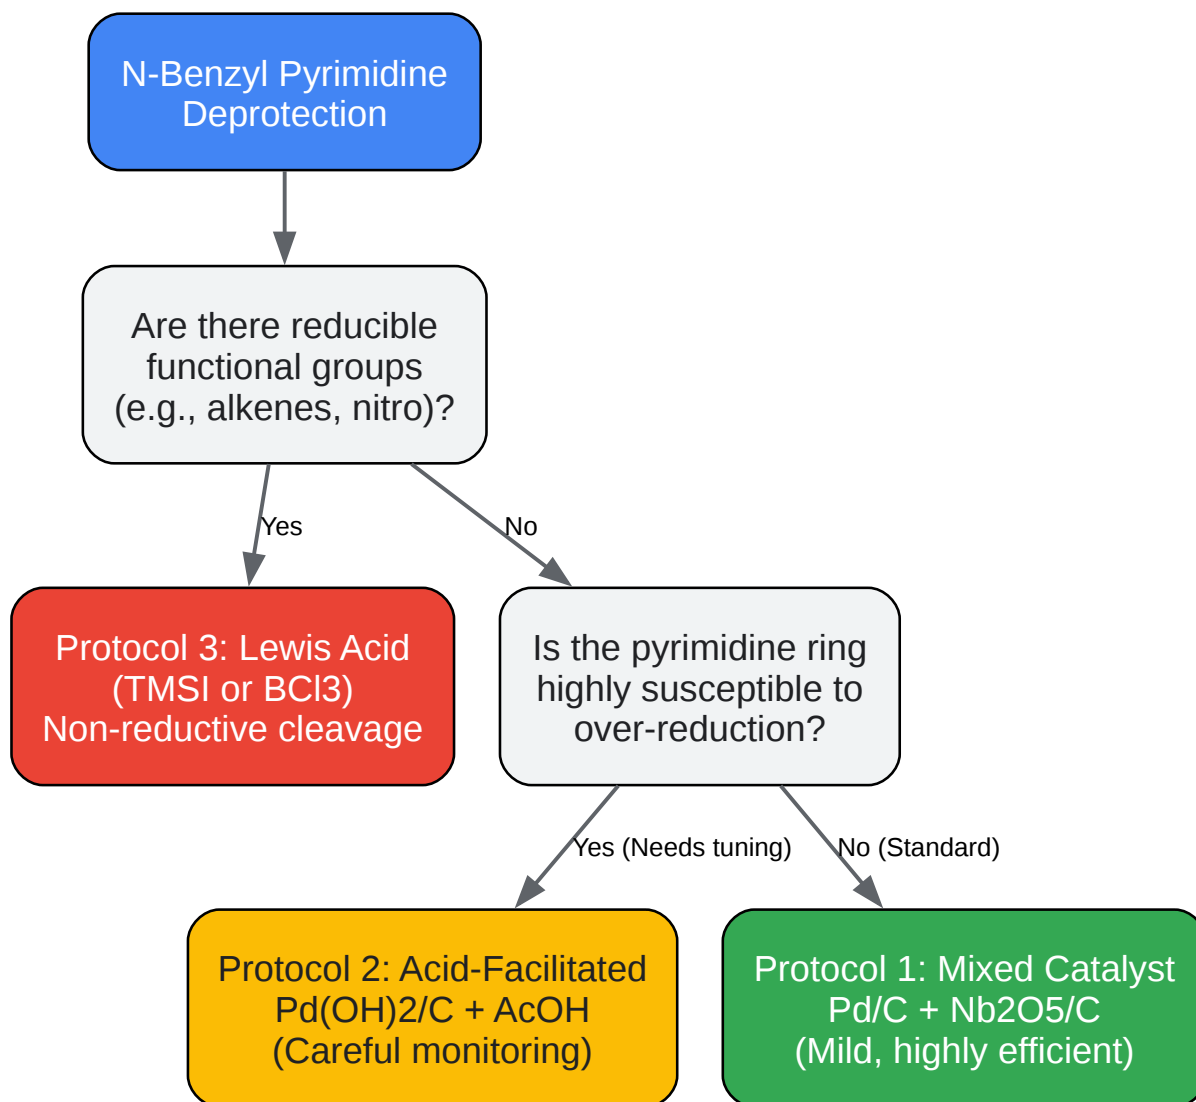 N-Benzyl Pyrimidine
Deprotection
Are there reducible
functional groups
(e.g., alkenes, nitro)?
Yes
No
Protocol 3: Lewis Acid
(TMSI or BCl3)
Non-reductive cleavage
Is the pyrimidine ring
highly susceptible to
over-reduction?
Yes (Needs tuning)
No (Standard)
Protocol 2: Acid-Facilitated
Pd(OH)2/C + AcOH
(Careful monitoring)
Protocol 1: Mixed Catalyst
Pd/C + Nb2O5/C
(Mild, highly efficient)